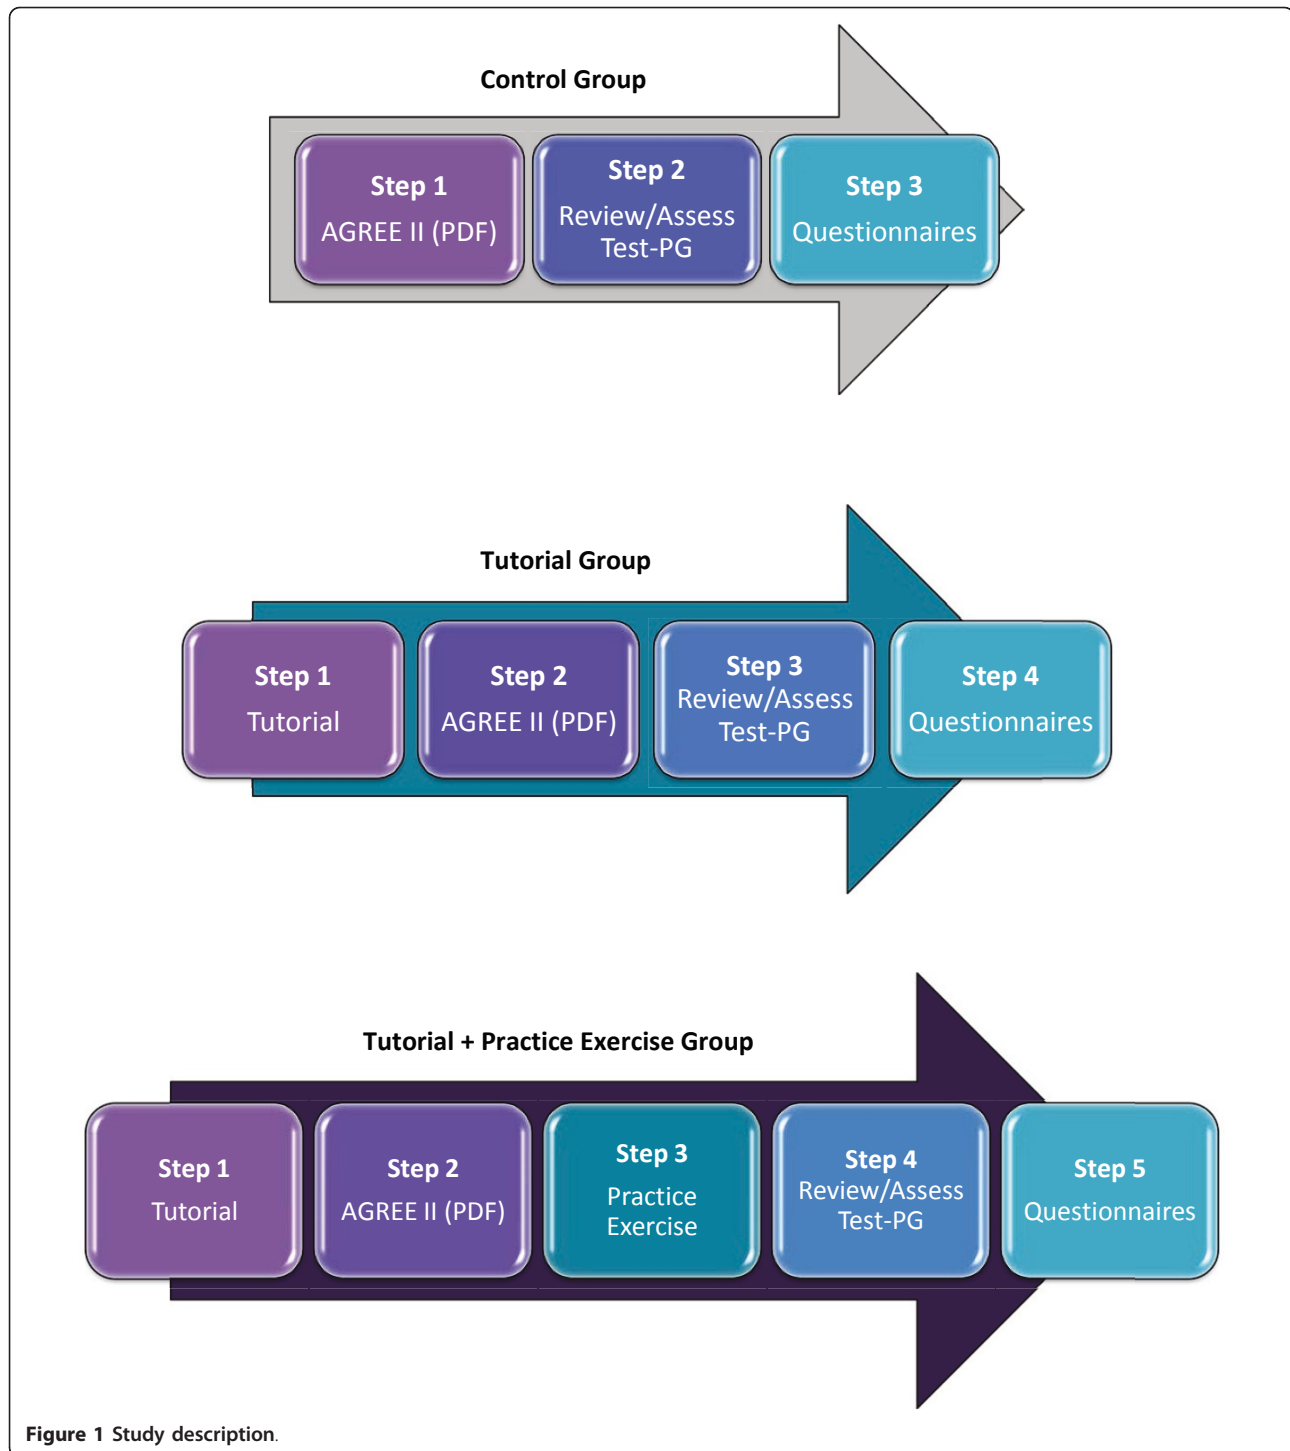 Control Group
Step 1
AGREE II (PDF)
Step 2
Review/Assess
Test-PG
Step 3
Questionnaires
Tutorial Group
Step 1
Tutorial
Step 2
AGREE II (PDF)
Step 3
Review/Assess
Test-PG
Step 4
Questionnaires
Tutorial + Practice Exercise Group
Step 1
Tutorial
Step 2
AGREE II (PDF)
Step 3
Practice
Exercise
Step 4
Review/Assess
Test-PG
Step 5
Questionnaires
Figure 1 Study description.